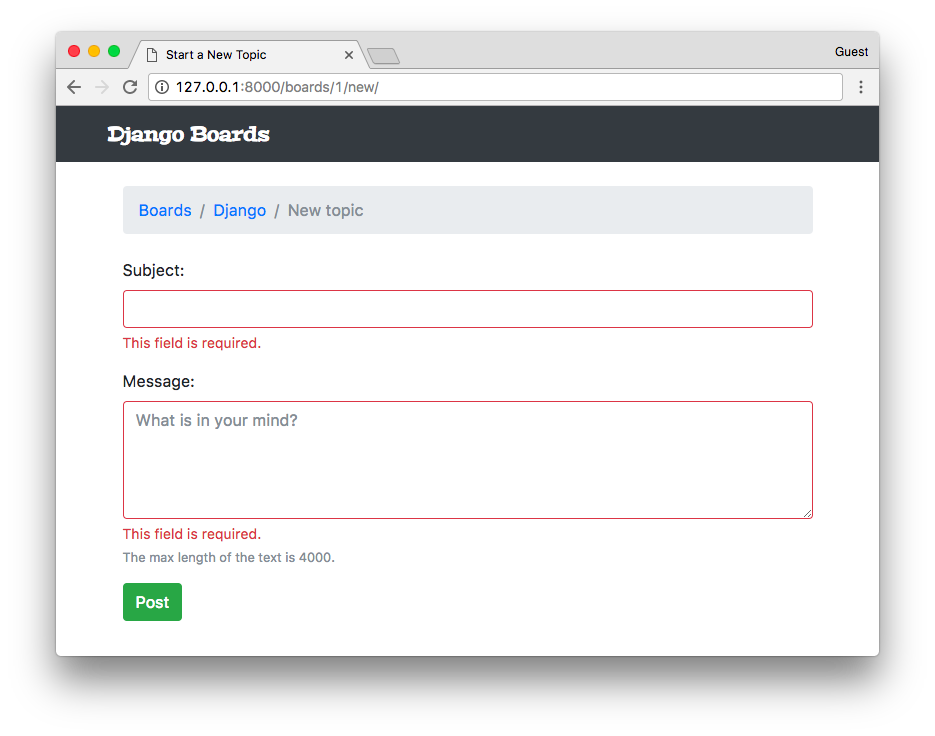 Start a New Topic
Guest
127.0.0.1:8000/boards/1/new/
Django Boards
Boards / Django / New topic
Subject:
This field is required.
Message:
What is in your mind?
This field is required.
The max length of the text is 4000.
Post